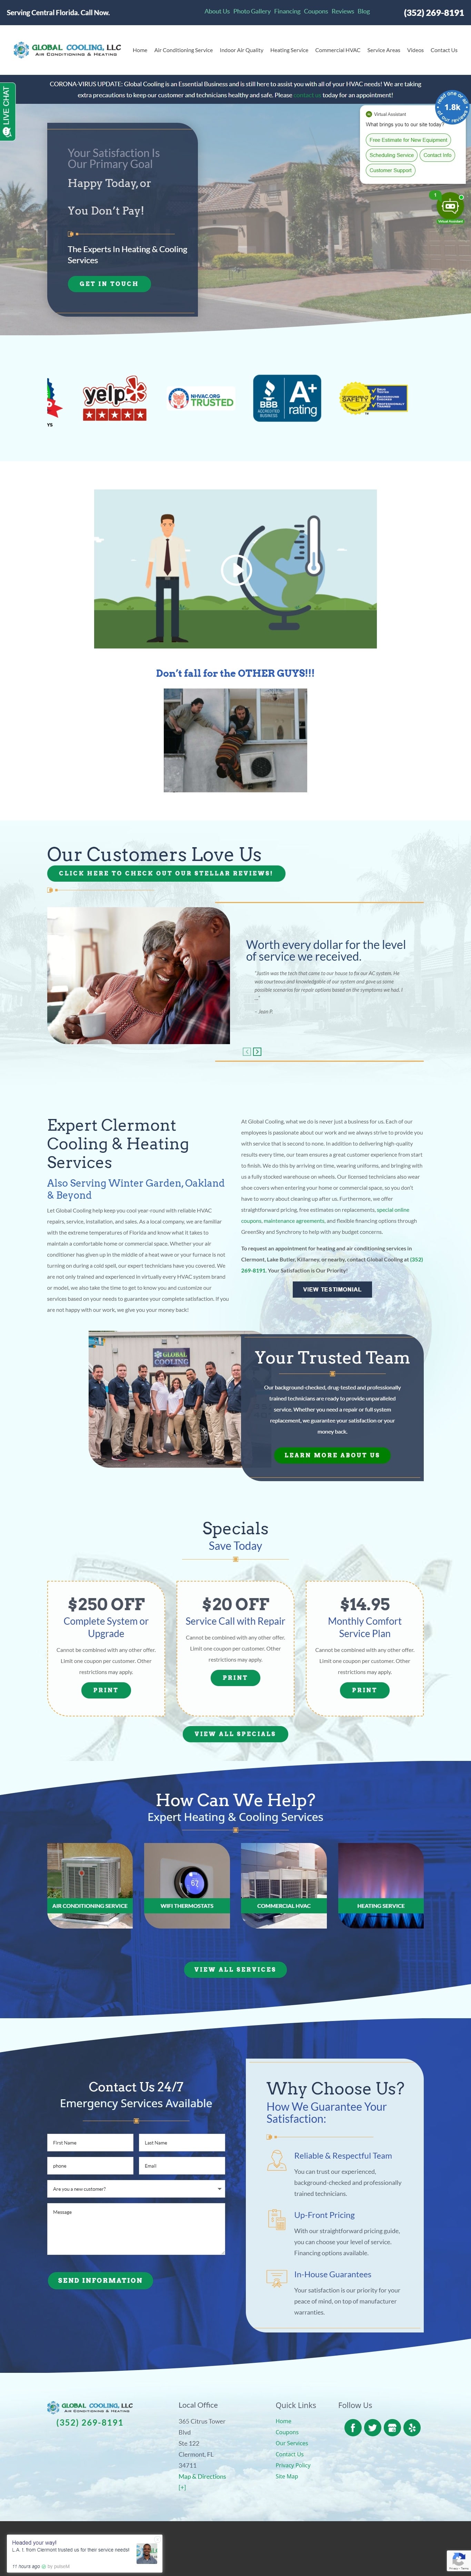 Serving Central Florida. Call Now.
About Us Photo Gallery Financing Coupons Reviews Blog
(352) 269-8191
GLOBAL COOLING, LLC
AIR CONDITIONING & HEATING
Home Air Conditioning Service Indoor Air Quality Heating Service Commercial HVAC Service Areas Videos Contact Us
LIVE CHAT
CORONA-VIRUS UPDATE: Global Cooling is an Essential Business and is still here to assist you with all of your HVAC needs! We are taking
extra precautions to keep our customer and technicians healthy and safe. Please contact us today for an appointment!
1.8k
Virtual Assistant
What brings you to our site today?
Free Estimate for New Equipment
Scheduling Service
Contact Info
Customer Support
1
Virtual Assistant
Your Satisfaction Is
Our Primary Goal
Happy Today, or
You Don't Pay!
The Experts In Heating & Cooling
Services
GET IN TOUCH
yelp
NHVAC.ORG
TRUSTED
BBB
ACCREDITED
BUSINESS
A+
rating
SAFETY
Don't fall for the OTHER GUYS!!!
Our Customers Love Us
CLICK HERE TO CHECK OUT OUR STELLAR REVIEWS!
Worth every dollar for the level
of service we received.
"Justin was the tech that came to our house to fix our AC system. He
was courteous and knowledgable of our system and give us some
possible scenarios for repair options based on the symptoms we had. I
..."
- Jean P.
Expert Clermont
Cooling & Heating
Services
Also Serving Winter Garden, Oakland
& Beyond
Let Global Cooling help keep you cool year-round with reliable HVAC
repairs, service, installation, and sales. As a local company, we are familiar
with the extreme temperatures of Florida and know what it takes to
maintain a comfortable home or commercial space. Whether your air
conditioner has given up in the middle of a heat wave or your furnace is not
turning on during a cold spell, our expert technicians have you covered. We
are not only trained and experienced in virtually every HVAC system brand
or model, we also take the time to get to know you and customize our
services based on your needs to guarantee your complete satisfaction. If you
are not happy with our work, we give you your money back!
At Global Cooling, what we do is never just a business for us. Each of our
employees is passionate about our work and we always strive to provide you
with service that is second to none. In addition to delivering high-quality
results every time, our team ensures a great customer experience from start
to finish. We do this by arriving on time, wearing uniforms, and bringing with
us a fully stocked warehouse on wheels. Our licensed technicians also wear
shoe covers when entering your home or commercial space, so you don't
have to worry about cleaning up after us. Furthermore, we offer
straightforward pricing, free estimates on replacements, special online
coupons, maintenance agreements, and flexible financing options through
GreenSky and Synchrony to help with any budget concerns.
To request an appointment for heating and air conditioning services in
Clermont, Lake Butler, Killarney, or nearby, contact Global Cooling at (352)
269-8191. Your Satisfaction is Our Priority!
VIEW TESTIMONIAL
GLOBAL
COOLING
Your Trusted Team
Our background-checked, drug-tested and professionally
trained technicians are ready to provide unparalleled
service. Whether you need a repair or full system
replacement, we guarantee your satisfaction or your
money back.
LEARN MORE ABOUT US
Specials
Save Today
$250 OFF
Complete System or
Upgrade
Cannot be combined with any other offer.
Limit one coupon per customer. Other
restrictions may apply.
PRINT
$20 OFF
Service Call with Repair
Cannot be combined with any other offer.
Limit one coupon per customer. Other
restrictions may apply.
PRINT
$14.95
Monthly Comfort
Service Plan
Cannot be combined with any other offer.
Limit one coupon per customer. Other
restrictions may apply.
PRINT
VIEW ALL SPECIALS
How Can We Help?
Expert Heating & Cooling Services
AIR CONDITIONING SERVICE
WIFI THERMOSTATS
COMMERCIAL HVAC
HEATING SERVICE
VIEW ALL SERVICES
Contact Us 24/7
Emergency Services Available
First Name
Last Name
phone
Email
Are you a new customer?
Message
SEND INFORMATION
Why Choose Us?
How We Guarantee Your
Satisfaction:
Reliable & Respectful Team
You can trust our experienced,
background-checked and professionally
trained technicians.
Up-Front Pricing
With our straightforward pricing guide,
you can choose your level of service.
Financing options available.
In-House Guarantees
Your satisfaction is our priority for your
peace of mind, on top of manufacturer
warranties.
GLOBAL COOLING, LLC
AIR CONDITIONING & HEATING
(352) 269-8191
Local Office
365 Citrus Tower
Blvd
Ste 122
Clermont, FL
34711
Map & Directions
[+]
Quick Links
Home
Coupons
Our Services
Contact Us
Privacy Policy
Site Map
Follow Us
Headed your way!
L.A. f. from Clermont trusted us for their service needs!
11 hours ago by pulseM
Privacy - Terms